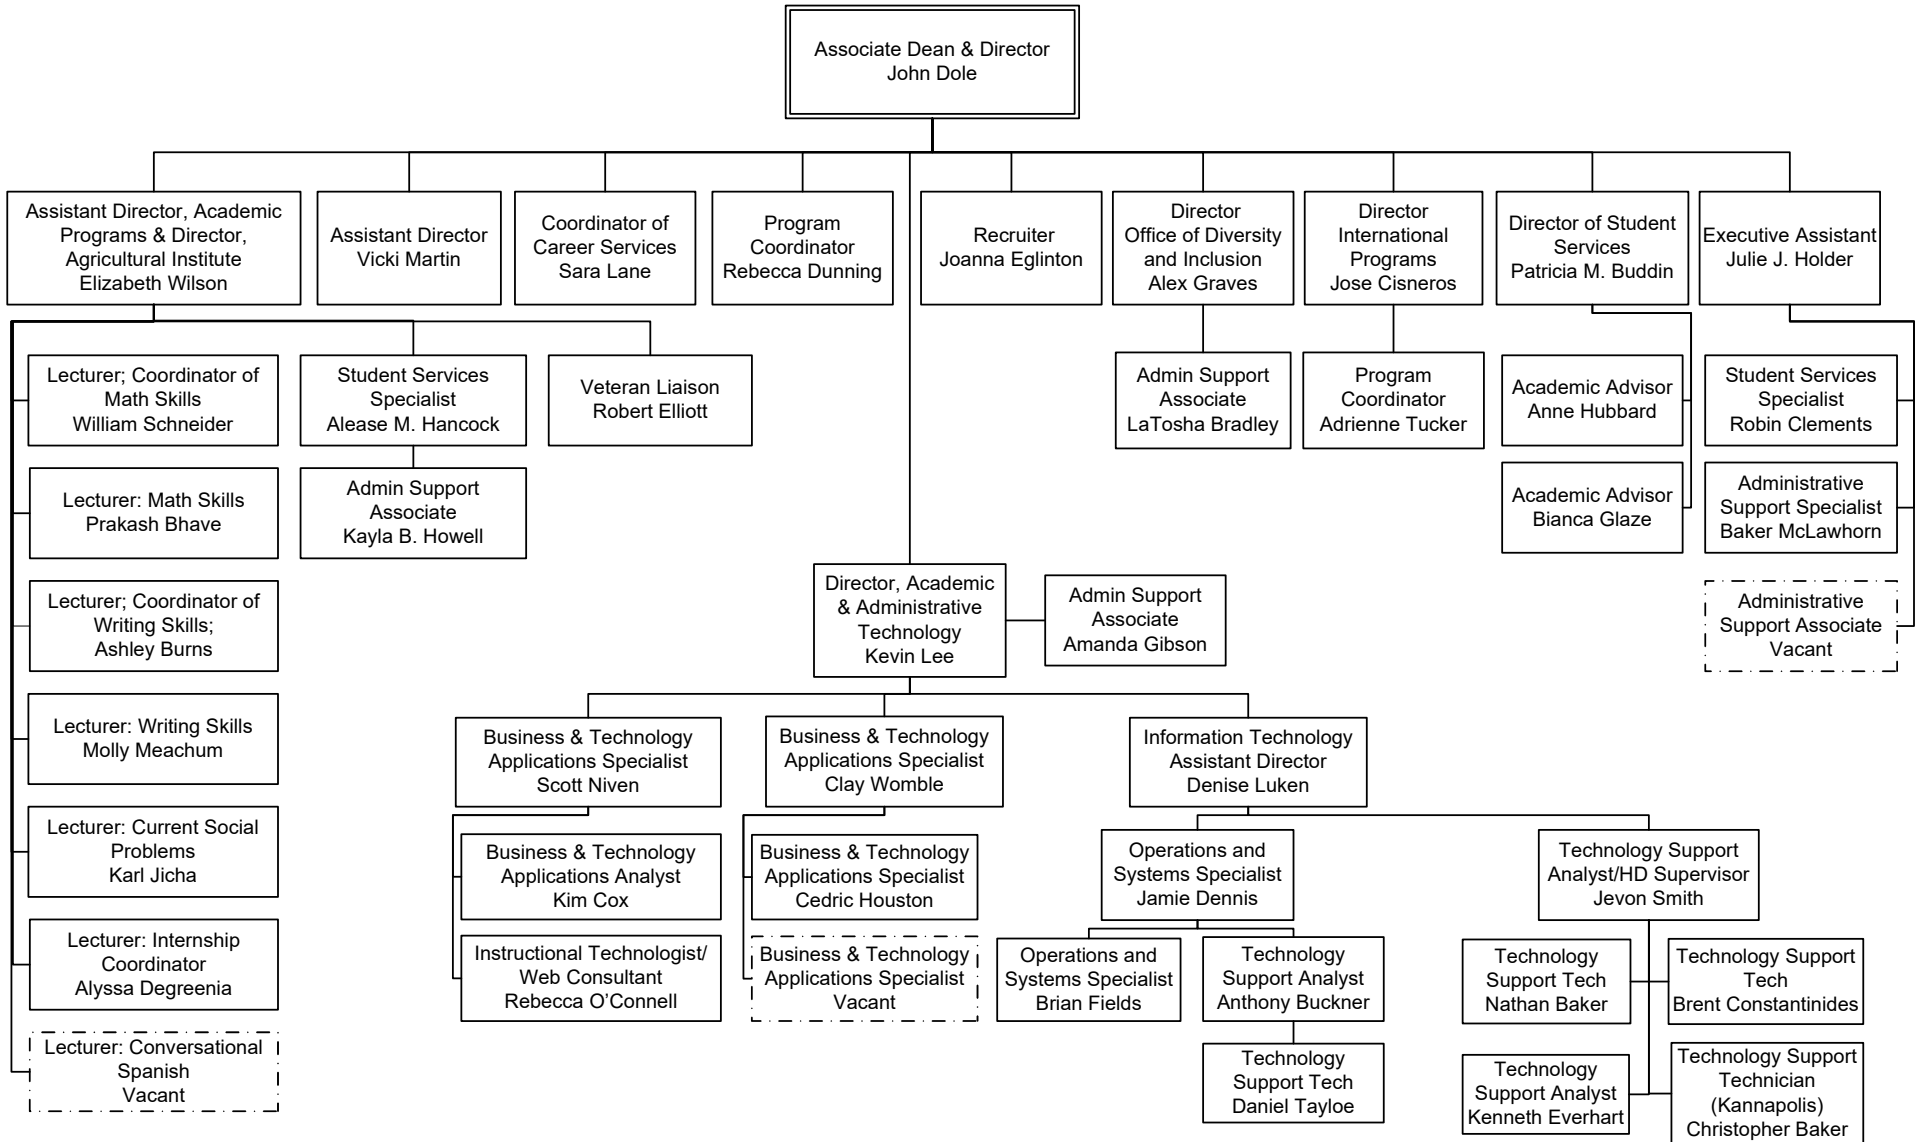 Associate Dean & Director
John Dole
Assistant Director, Academic
Programs & Director,
Agricultural Institute
Elizabeth Wilson
Assistant Director
Vicki Martin
Coordinator of
Career Services
Sara Lane
Program
Coordinator
Rebecca Dunning
Recruiter
Joanna Eglinton
Director
Office of Diversity
and Inclusion
Alex Graves
Director
International
Programs
Jose Cisneros
Director of Student
Services
Patricia M. Buddin
Executive Assistant
Julie J. Holder
Lecturer; Coordinator of
Math Skills
William Schneider
Student Services
Specialist
Alease M. Hancock
Veteran Liaison
Robert Elliott
Admin Support
Associate
LaTosha Bradley
Program
Coordinator
Adrienne Tucker
Academic Advisor
Anne Hubbard
Student Services
Specialist
Robin Clements
Lecturer: Math Skills
Prakash Bhave
Admin Support
Associate
Kayla B. Howell
Academic Advisor
Bianca Glaze
Administrative
Support Specialist
Baker McLawhorn
Lecturer; Coordinator of
Writing Skills;
Ashley Burns
Director, Academic
& Administrative
Technology
Kevin Lee
Admin Support
Associate
Amanda Gibson
Administrative
Support Associate
Vacant
Lecturer: Writing Skills
Molly Meachum
Business & Technology
Applications Specialist
Scott Niven
Business & Technology
Applications Specialist
Clay Womble
Information Technology
Assistant Director
Denise Luken
Lecturer: Current Social
Problems
Karl Jicha
Business & Technology
Applications Analyst
Kim Cox
Business & Technology
Applications Specialist
Cedric Houston
Operations and
Systems Specialist
Jamie Dennis
Technology Support
Analyst/HD Supervisor
Jevon Smith
Lecturer: Internship
Coordinator
Alyssa Degreenia
Instructional Technologist/
Web Consultant
Rebecca O’Connell
Business & Technology
Applications Specialist
Vacant
Operations and
Systems Specialist
Brian Fields
Technology
Support Analyst
Anthony Buckner
Technology
Support Tech
Nathan Baker
Technology Support
Tech
Brent Constantinides
Lecturer: Conversational
Spanish
Vacant
Technology
Support Tech
Daniel Tayloe
Technology
Support Analyst
Kenneth Everhart
Technology Support
Technician
(Kannapolis)
Christopher Baker